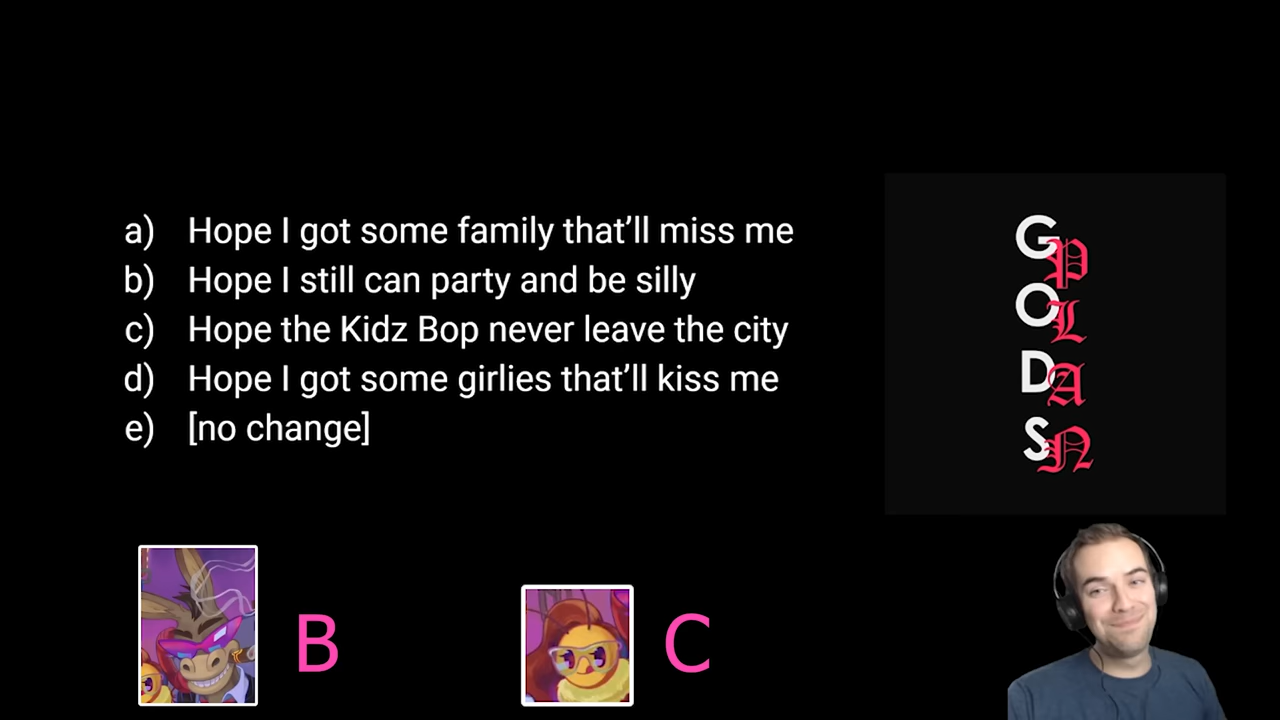 a) Hope I got some family that’ll miss me
b) Hope I still can party and be silly
c) Hope the Kidz Bop never leave the city
d) Hope I got some girlies that’ll kiss me
e) [no change]
GODS
PLAN
B
C